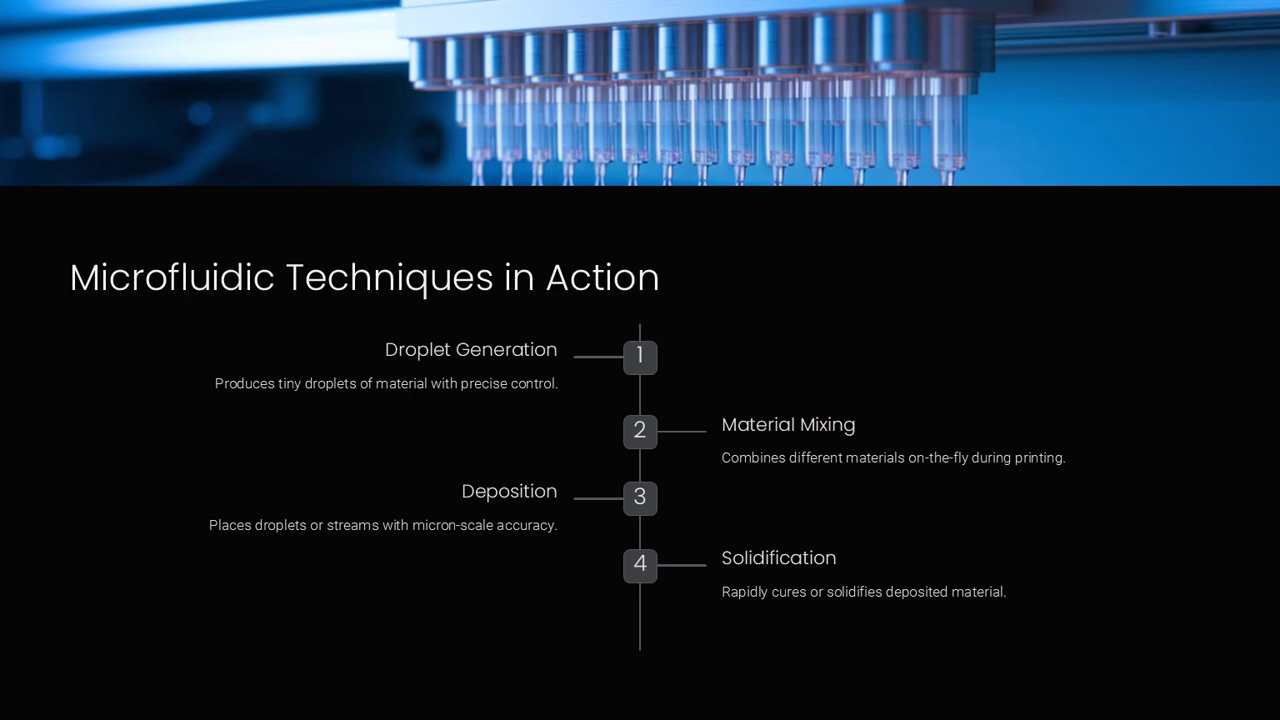 Microfluidic Techniques in Action
Droplet Generation
1
Produces tiny droplets of material with precise control.
2
Material Mixing
Combines different materials on-the-fly during printing.
Deposition
3
Places droplets or streams with micron-scale accuracy.
4
Solidification
Rapidly cures or solidifies deposited material.